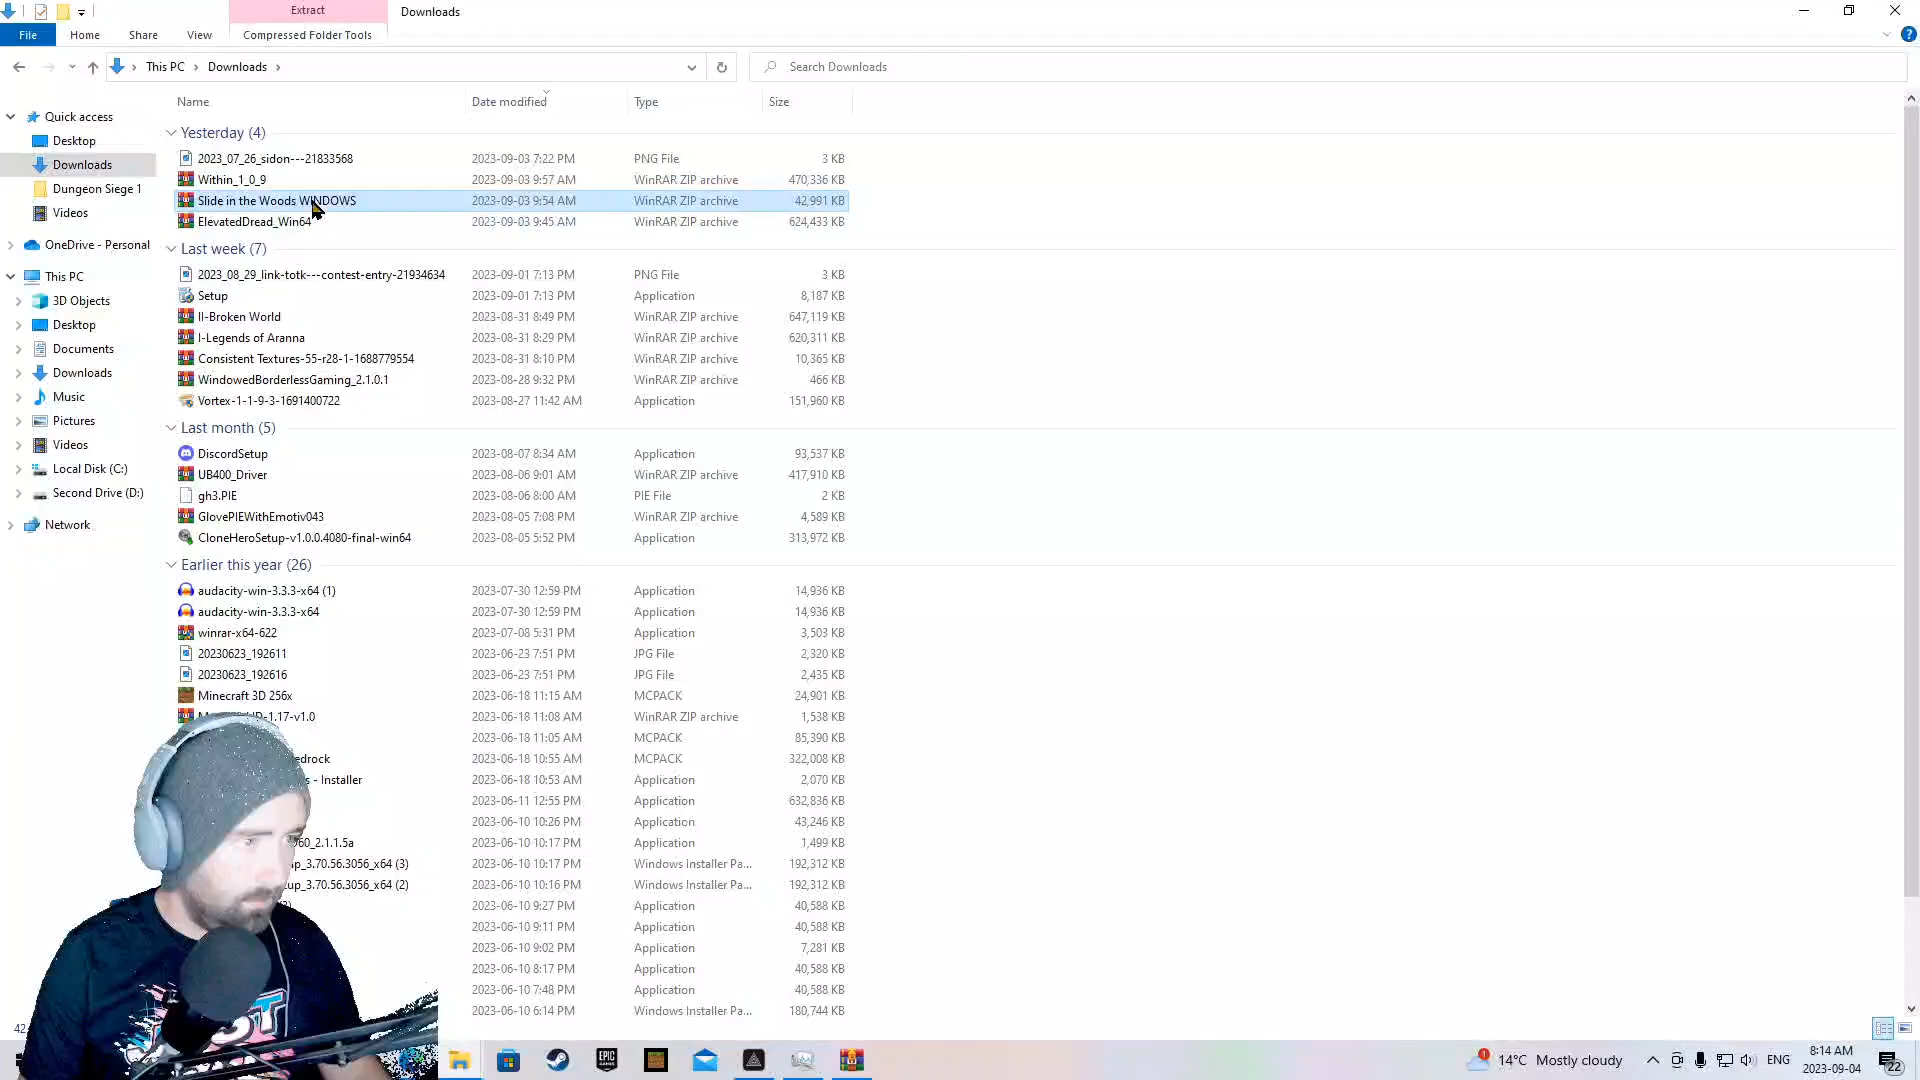 Extract
Downloads
File
Home
Share
View
Compressed Folder Tools
This PC
Downloads
Search Downloads
Name
Date modified
Type
Size
Quick access
Desktop
Downloads
Dungeon Siege 1
Videos
OneDrive - Personal
This PC
3D Objects
Desktop
Documents
Downloads
Music
Pictures
Videos
Local Disk (C:)
Second Drive (D:)
Network
Yesterday (4)
2023_07_26_sidon---21833568 2023-09-03 7:22 PM PNG File 3 KB
Within_1_0_9 2023-09-03 9:57 AM WinRAR ZIP archive 470,336 KB
Slide in the Woods WINDOWS 2023-09-03 9:54 AM WinRAR ZIP archive 42,991 KB
ElevatedDread_Win64 2023-09-03 9:45 AM WinRAR ZIP archive 624,433 KB
Last week (7)
2023_08_29_link-totk---contest-entry-21934634 2023-09-01 7:13 PM PNG File 3 KB
Setup 2023-09-01 7:13 PM Application 8,187 KB
II-Broken World 2023-08-31 8:49 PM WinRAR ZIP archive 647,119 KB
I-Legends of Aranna 2023-08-31 8:29 PM WinRAR ZIP archive 620,311 KB
Consistent Textures-55-r28-1-1688779554 2023-08-31 8:10 PM WinRAR ZIP archive 10,365 KB
WindowedBorderlessGaming_2.1.0.1 2023-08-28 9:32 PM WinRAR ZIP archive 466 KB
Vortex-1-1-9-3-1691400722 2023-08-27 11:42 AM Application 151,960 KB
Last month (5)
DiscordSetup 2023-08-07 8:34 AM Application 93,537 KB
UB400_Driver 2023-08-06 9:01 AM WinRAR ZIP archive 417,910 KB
gh3.PIE 2023-08-06 8:00 AM PIE File 2 KB
GlovePIEWithEmotiv043 2023-08-05 7:08 PM WinRAR ZIP archive 4,589 KB
CloneHeroSetup-v1.0.0.4080-final-win64 2023-08-05 5:52 PM Application 313,972 KB
Earlier this year (26)
audacity-win-3.3.3-x64 (1) 2023-07-30 12:59 PM Application 14,936 KB
audacity-win-3.3.3-x64 2023-07-30 12:59 PM Application 14,936 KB
winrar-x64-622 2023-07-08 5:31 PM Application 3,503 KB
20230623_192611 2023-06-23 7:51 PM JPG File 2,320 KB
20230623_192616 2023-06-23 7:51 PM JPG File 2,435 KB
Minecraft 3D 256x 2023-06-18 11:15 AM MCPACK 24,901 KB
D-1.17-v1.0 2023-06-18 11:08 AM WinRAR ZIP archive 1,538 KB
2023-06-18 11:05 AM MCPACK 85,390 KB
edrock 2023-06-18 10:55 AM MCPACK 322,008 KB
s - Installer 2023-06-18 10:53 AM Application 2,070 KB
2023-06-11 12:55 PM Application 632,836 KB
2023-06-10 10:26 PM Application 43,246 KB
60_2.1.1.5a 2023-06-10 10:17 PM Application 1,499 KB
up_3.70.56.3056_x64 (3) 2023-06-10 10:17 PM Windows Installer Pa... 192,312 KB
up_3.70.56.3056_x64 (2) 2023-06-10 10:16 PM Windows Installer Pa... 192,312 KB
2023-06-10 9:27 PM Application 40,588 KB
2023-06-10 9:11 PM Application 40,588 KB
2023-06-10 9:02 PM Application 7,281 KB
2023-06-10 8:17 PM Application 40,588 KB
2023-06-10 7:48 PM Application 40,588 KB
2023-06-10 6:14 PM Windows Installer Pa... 180,744 KB
42
EPIC GAMES
1
14°C Mostly cloudy
ENG
8:14 AM
2023-09-04
22